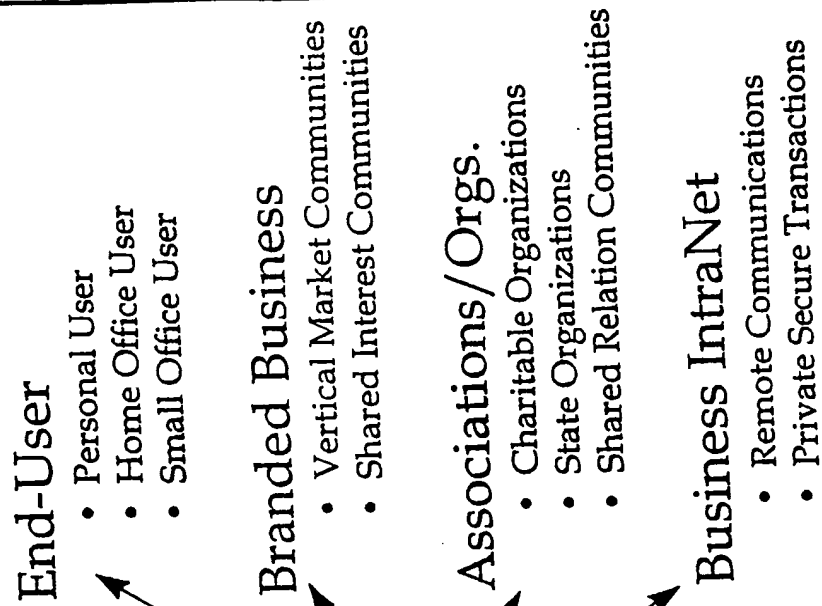 End-User
• Personal User
• Home Office User
• Small Office User
Branded Business
• Vertical Market Communities
• Shared Interest Communities
Associations/Orgs.
• Charitable Organizations
• State Organizations
• Shared Relation Communities
Business IntraNet
• Remote Communications
• Private Secure Transactions